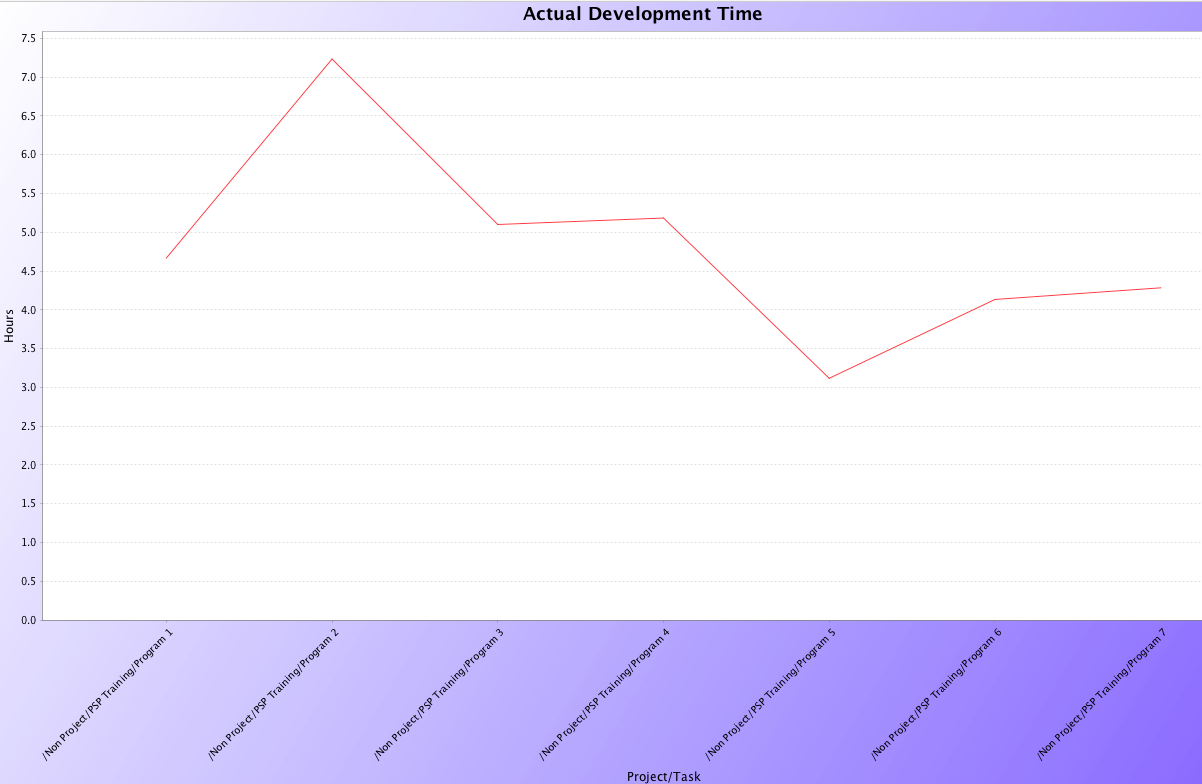 Actual Development Time
7.5
7.0
6.5
6.0
5.5
5.0
4.5
4.0
3.5
3.0
2.5
2.0
1.5
1.0
0.5
0.0
Hours
/Non Project/PSP Training/Program 1
/Non Project/PSP Training/Program 2
/Non Project/PSP Training/Program 3
/Non Project/PSP Training/Program 4
/Non Project/PSP Training/Program 5
/Non Project/PSP Training/Program 6
/Non Project/PSP Training/Program 7
Project/Task